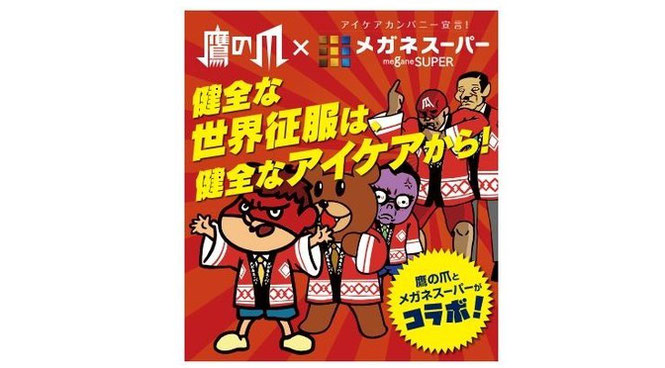 アイケアカンパニー宣言！
鷹の爪×メガネスーパー
meganeSUPER
健全な
世界征服は、
健全なアイケアから！
鷹の爪と
メガネスーパーが
コラボ！